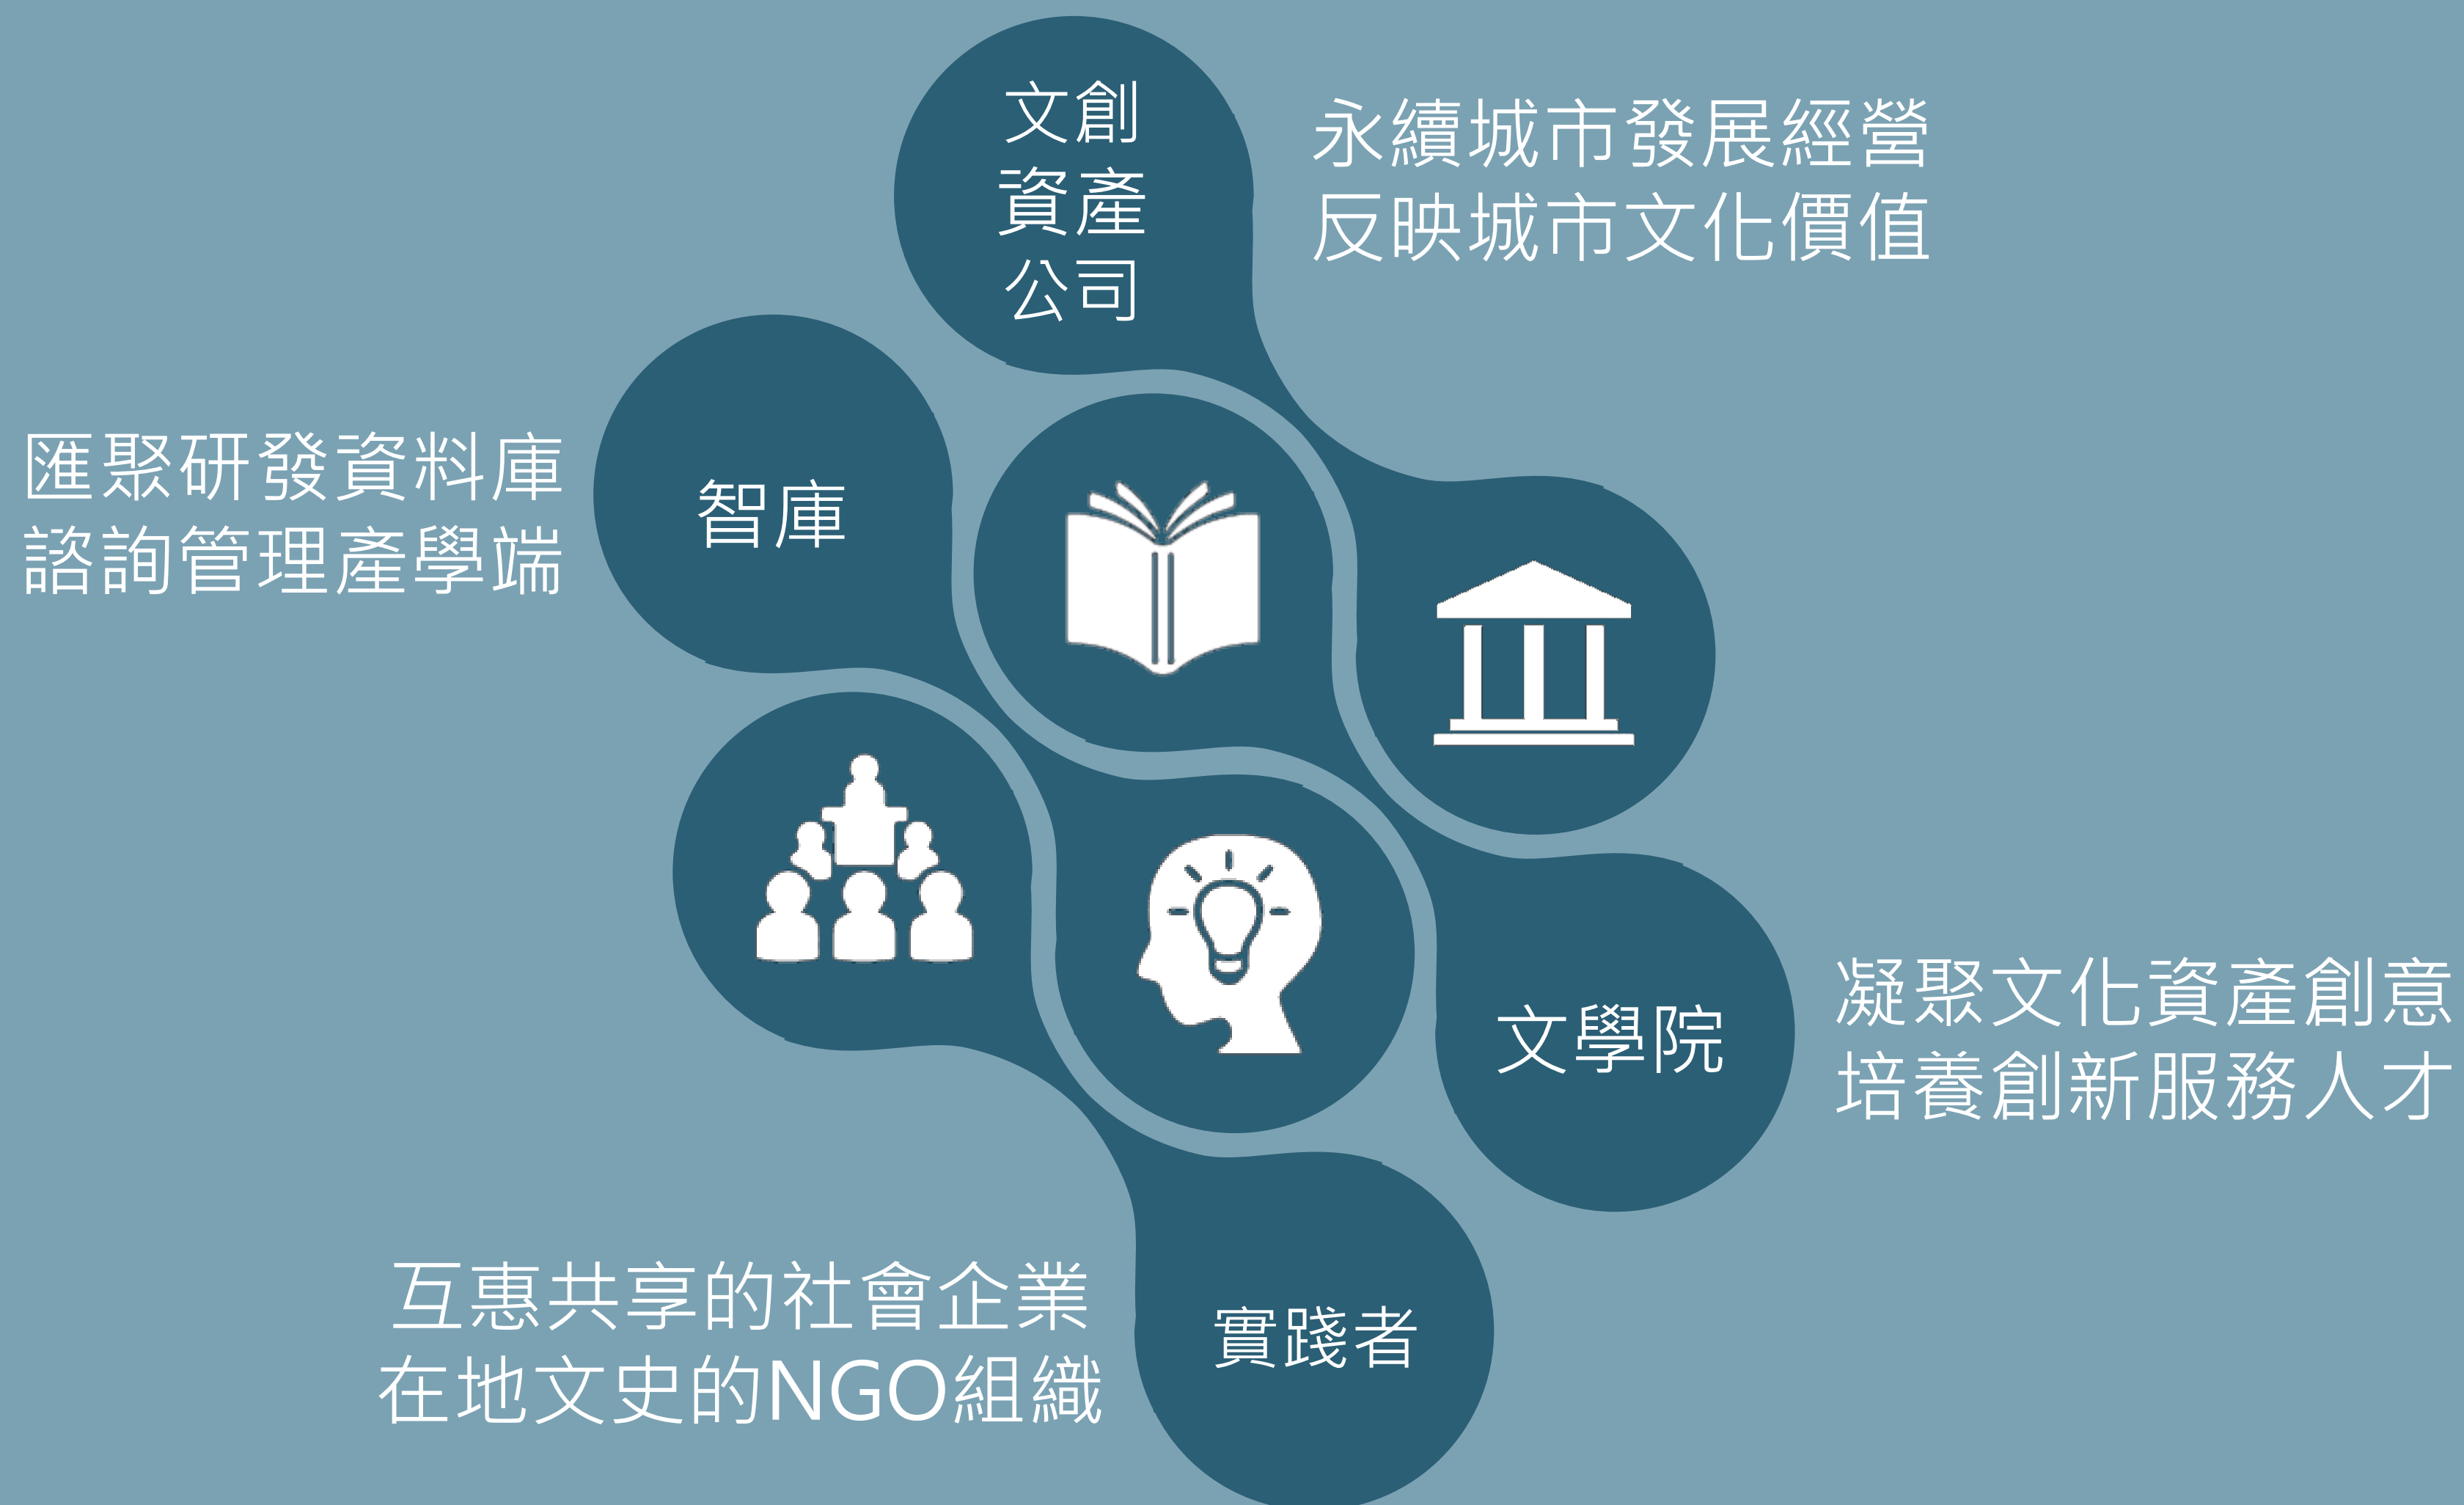 文創
資產
公司
永續城市發展經營
反映城市文化價值
匯聚研發資料庫
諮詢管理產學端
智庫
文學院
凝聚文化資產創意
培養創新服務人才
互惠共享的社會企業
在地文史的NGO組織
實踐者